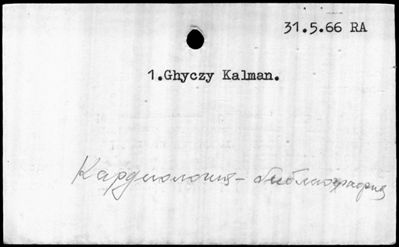 31.5.66 RA
1.Ghyczy Kalman.
Кардиология - библиография